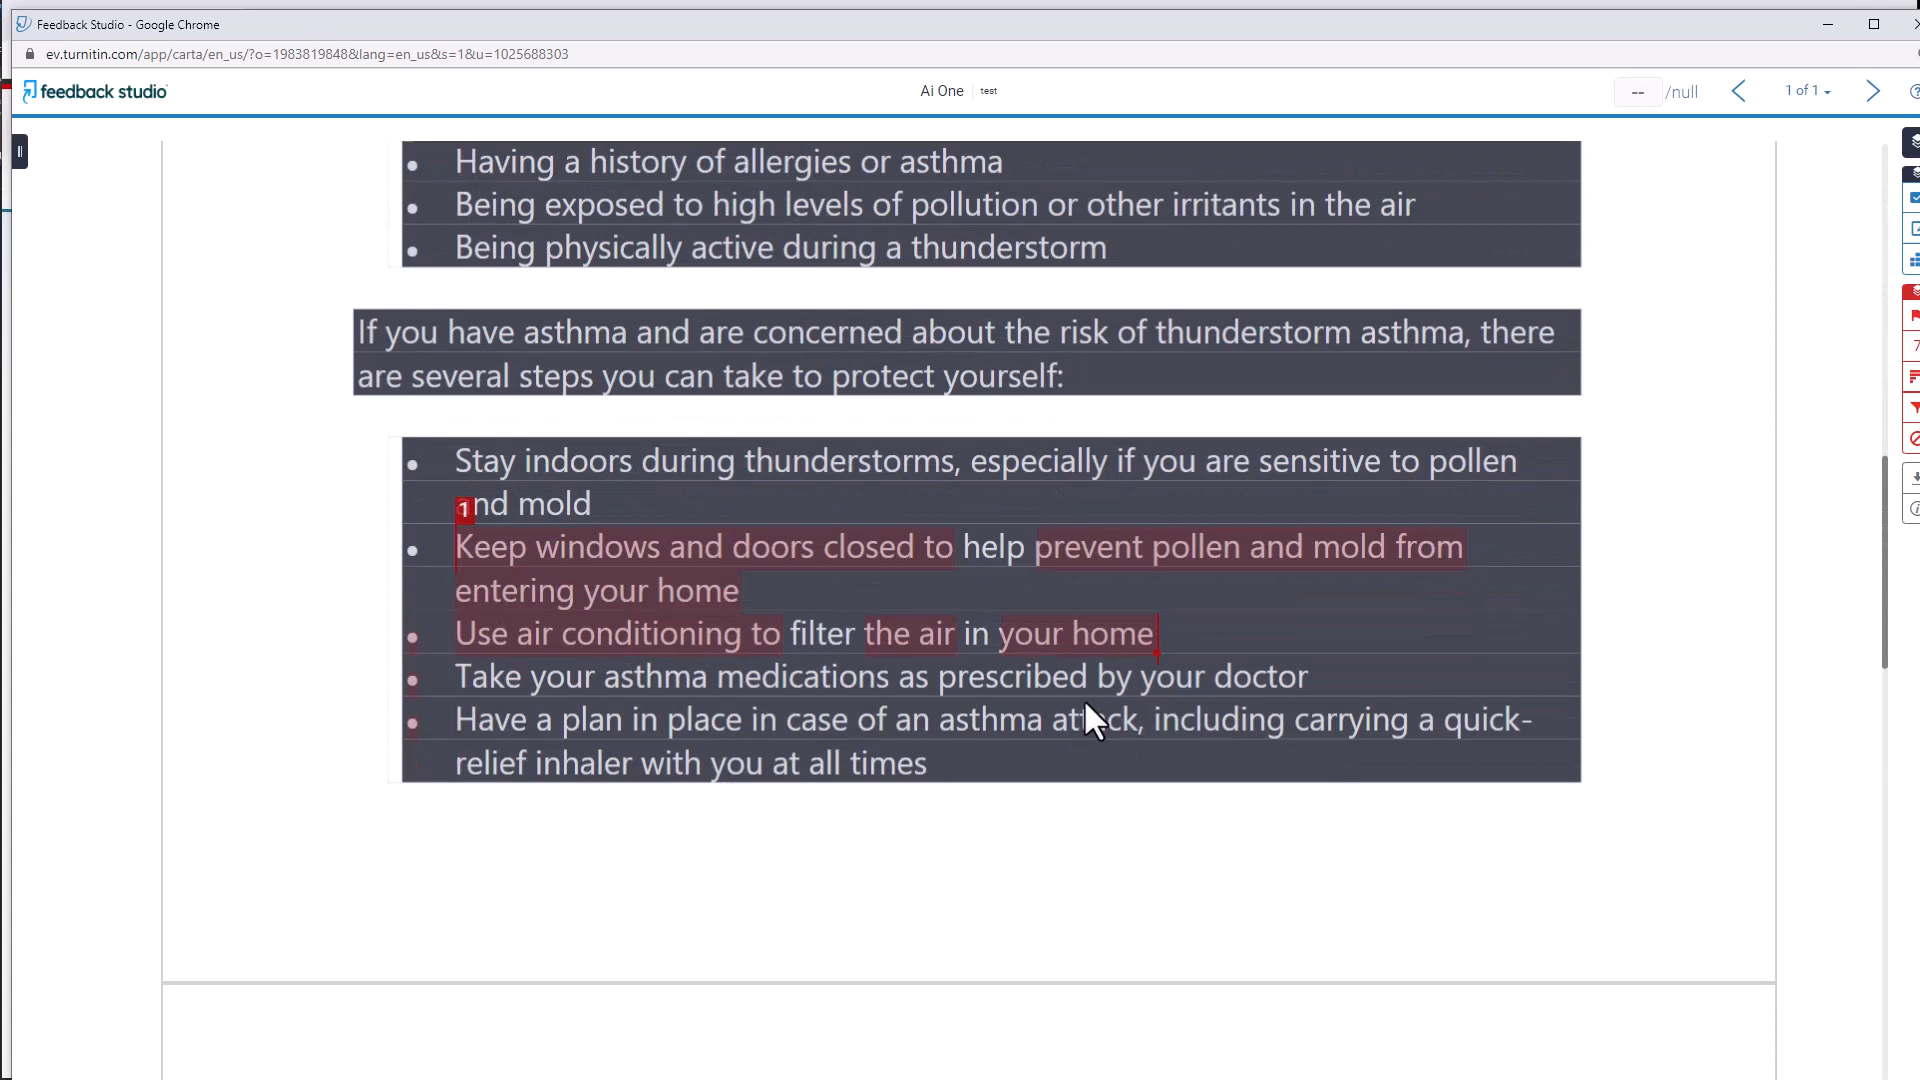 Feedback Studio - Google Chrome
ev.turnitin.com/app/carta/en_us/?o=1983819848&lang=en_us&s=1&u=1025688303
feedback studio
Ai One test
-- /null
1 of 1
• Having a history of allergies or asthma
• Being exposed to high levels of pollution or other irritants in the air
• Being physically active during a thunderstorm
If you have asthma and are concerned about the risk of thunderstorm asthma, there
are several steps you can take to protect yourself:
• Stay indoors during thunderstorms, especially if you are sensitive to pollen
and mold
1
• Keep windows and doors closed to help prevent pollen and mold from
entering your home
• Use air conditioning to filter the air in your home
• Take your asthma medications as prescribed by your doctor
• Have a plan in place in case of an asthma attack, including carrying a quick-
relief inhaler with you at all times
7